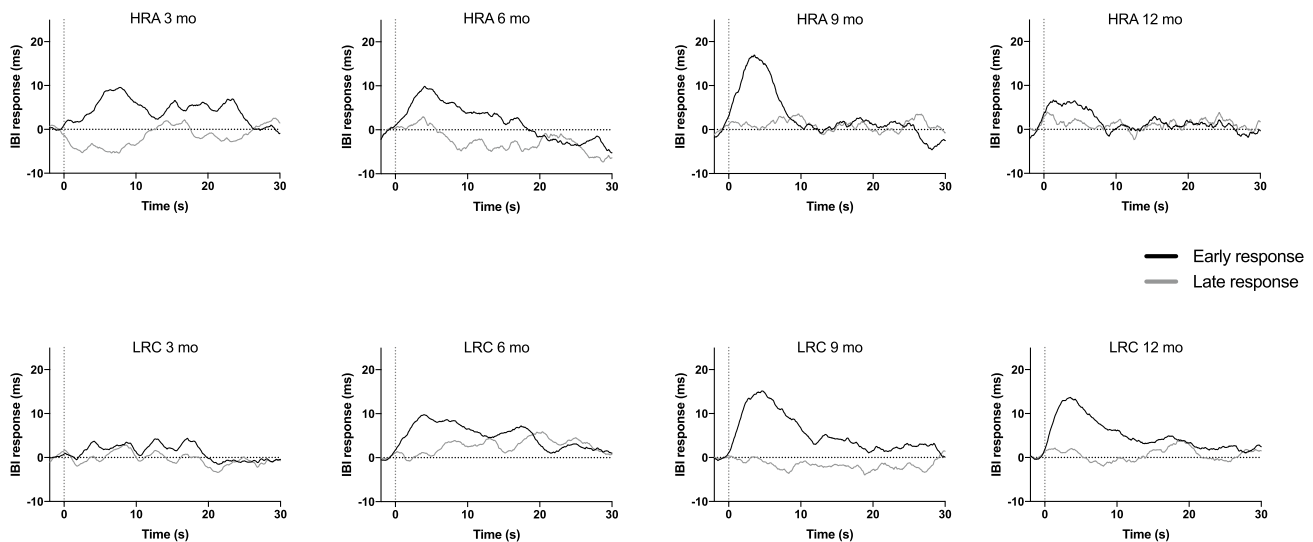 HRA 3 mo
IBI response (ms)
20
10
0
-10
0 10 20 30
Time (s)
HRA 6 mo
IBI response (ms)
20
10
0
-10
0 10 20 30
Time (s)
HRA 9 mo
IBI response (ms)
20
10
0
-10
0 10 20 30
Time (s)
HRA 12 mo
IBI response (ms)
20
10
0
-10
0 10 20 30
Time (s)
Early response
Late response
LRC 3 mo
IBI response (ms)
20
10
0
-10
0 10 20 30
Time (s)
LRC 6 mo
IBI response (ms)
20
10
0
-10
0 10 20 30
Time (s)
LRC 9 mo
IBI response (ms)
20
10
0
-10
0 10 20 30
Time (s)
LRC 12 mo
IBI response (ms)
20
10
0
-10
0 10 20 30
Time (s)